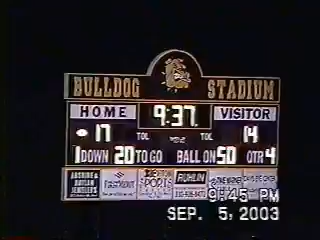 BULLDOG STADIUM
HOME 9:37 VISITOR
17 TOL TOL 14
1 DOWN 20 TO GO BALL ON 50 QTR 4
JEWELERS SPORTS RUHLIN
9:45 PM
SEP. 5, 2003